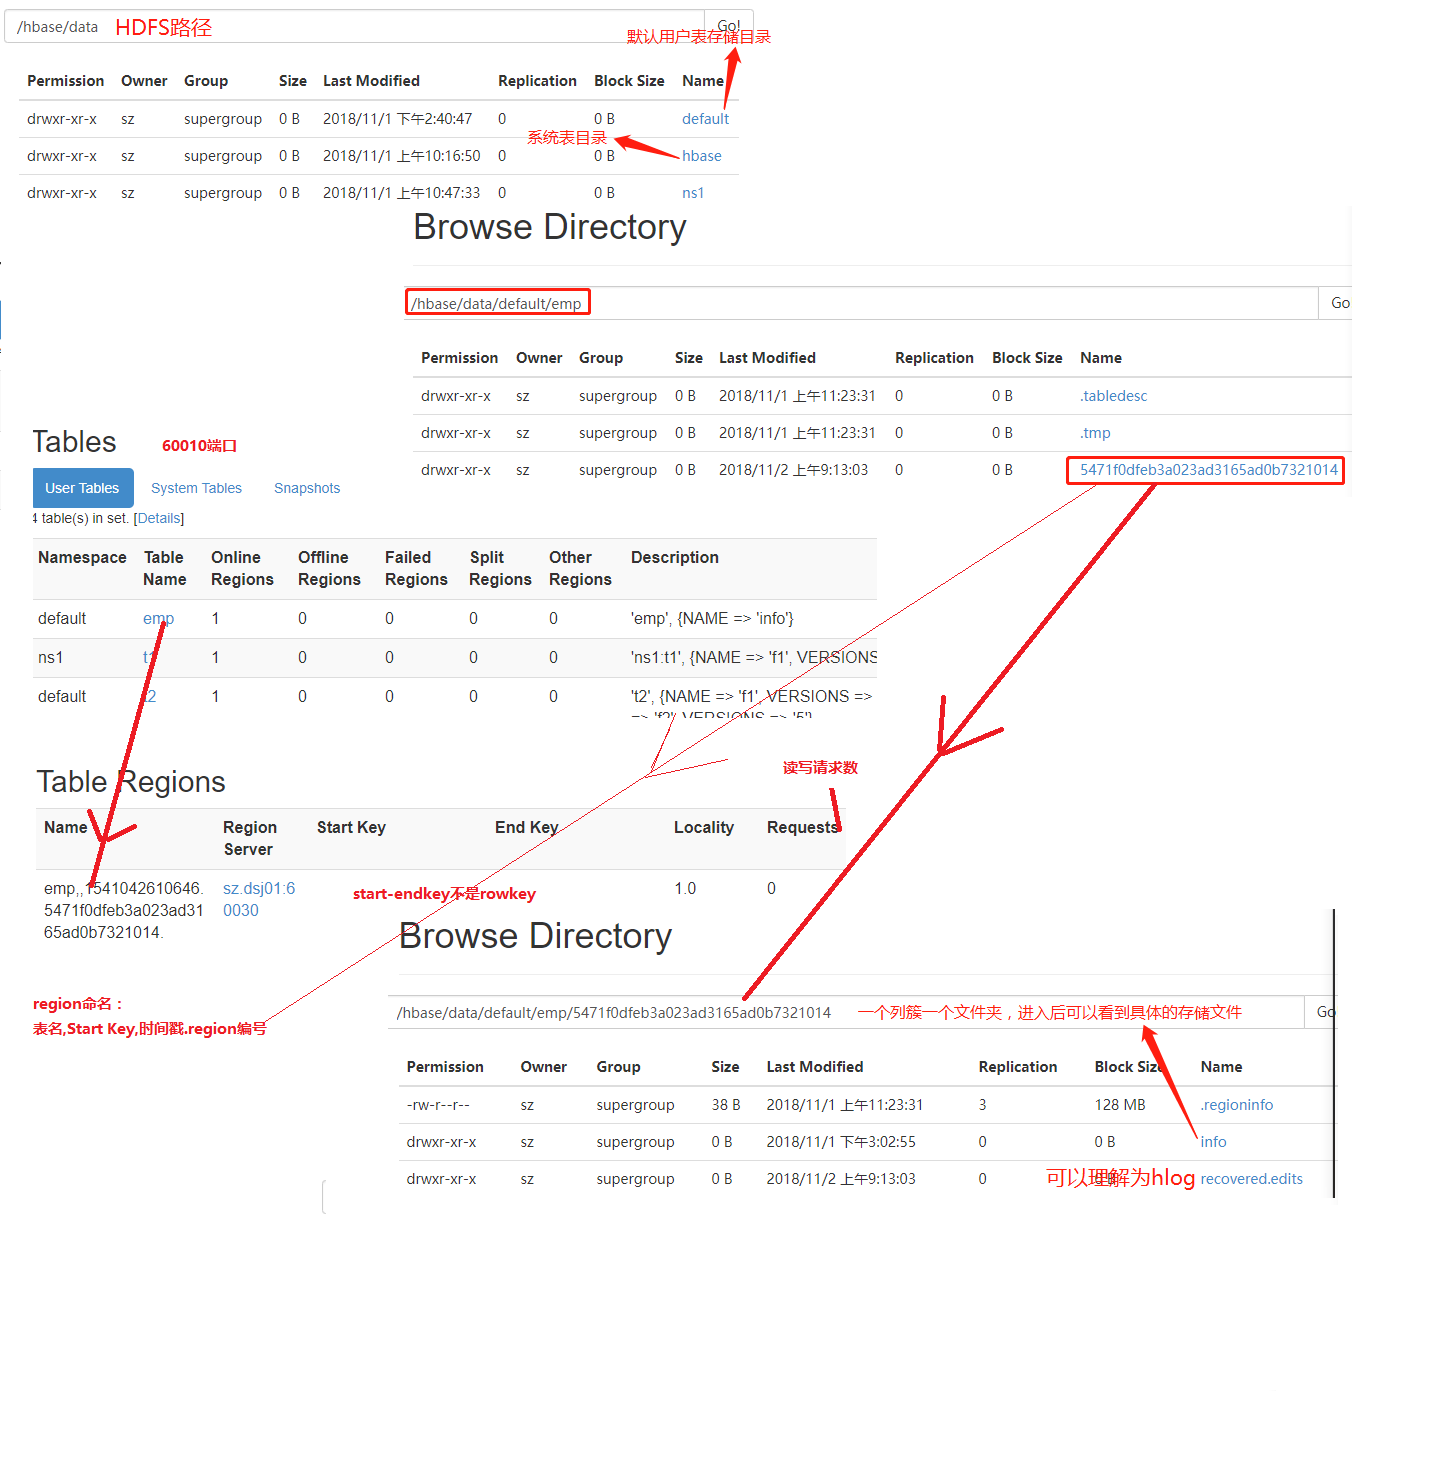 /hbase/data HDFS路径 Go!
默认用户表存储目录
Permission Owner Group Size Last Modified Replication Block Size Name
drwxr-xr-x sz supergroup 0 B 2018/11/1 下午2:40:47 0 0 B default
系统表目录
drwxr-xr-x sz supergroup 0 B 2018/11/1 上午10:16:50 0 0 B hbase
drwxr-xr-x sz supergroup 0 B 2018/11/1 上午10:47:33 0 0 B ns1
Browse Directory
/hbase/data/default/emp Go
Permission Owner Group Size Last Modified Replication Block Size Name
drwxr-xr-x sz supergroup 0 B 2018/11/1 上午11:23:31 0 0 B .tabledesc
drwxr-xr-x sz supergroup 0 B 2018/11/1 上午11:23:31 0 0 B .tmp
drwxr-xr-x sz supergroup 0 B 2018/11/2 上午9:13:03 0 0 B 5471f0dfeb3a023ad3165ad0b7321014
Tables 60010端口
User Tables System Tables Snapshots
4 table(s) in set. [Details]
Namespace Table Name Online Regions Offline Regions Failed Regions Split Regions Other Regions Description
default emp 1 0 0 0 0 'emp', {NAME => 'info'}
ns1 t1 1 0 0 0 0 'ns1:t1', {NAME => 'f1', VERSIONS
default t2 1 0 0 0 0 't2', {NAME => 'f1', VERSIONS =>
=> 'f2', VERSIONS => '5'}
Table Regions
读写请求数
Name Region Server Start Key End Key Locality Requests
emp,,1541042610646. sz.dsj01:6 1.0 0
5471f0dfeb3a023ad31 0030
65ad0b7321014.
start-endkey不是rowkey
region命名：
表名,Start Key,时间戳.region编号
Browse Directory
/hbase/data/default/emp/5471f0dfeb3a023ad3165ad0b7321014 一个列簇一个文件夹，进入后可以看到具体的存储文件 Go
Permission Owner Group Size Last Modified Replication Block Size Name
-rw-r--r-- sz supergroup 38 B 2018/11/1 上午11:23:31 3 128 MB .regioninfo
drwxr-xr-x sz supergroup 0 B 2018/11/1 下午3:02:55 0 0 B info
drwxr-xr-x sz supergroup 0 B 2018/11/2 上午9:13:03 0 0 B recovered.edits
可以理解为hlog